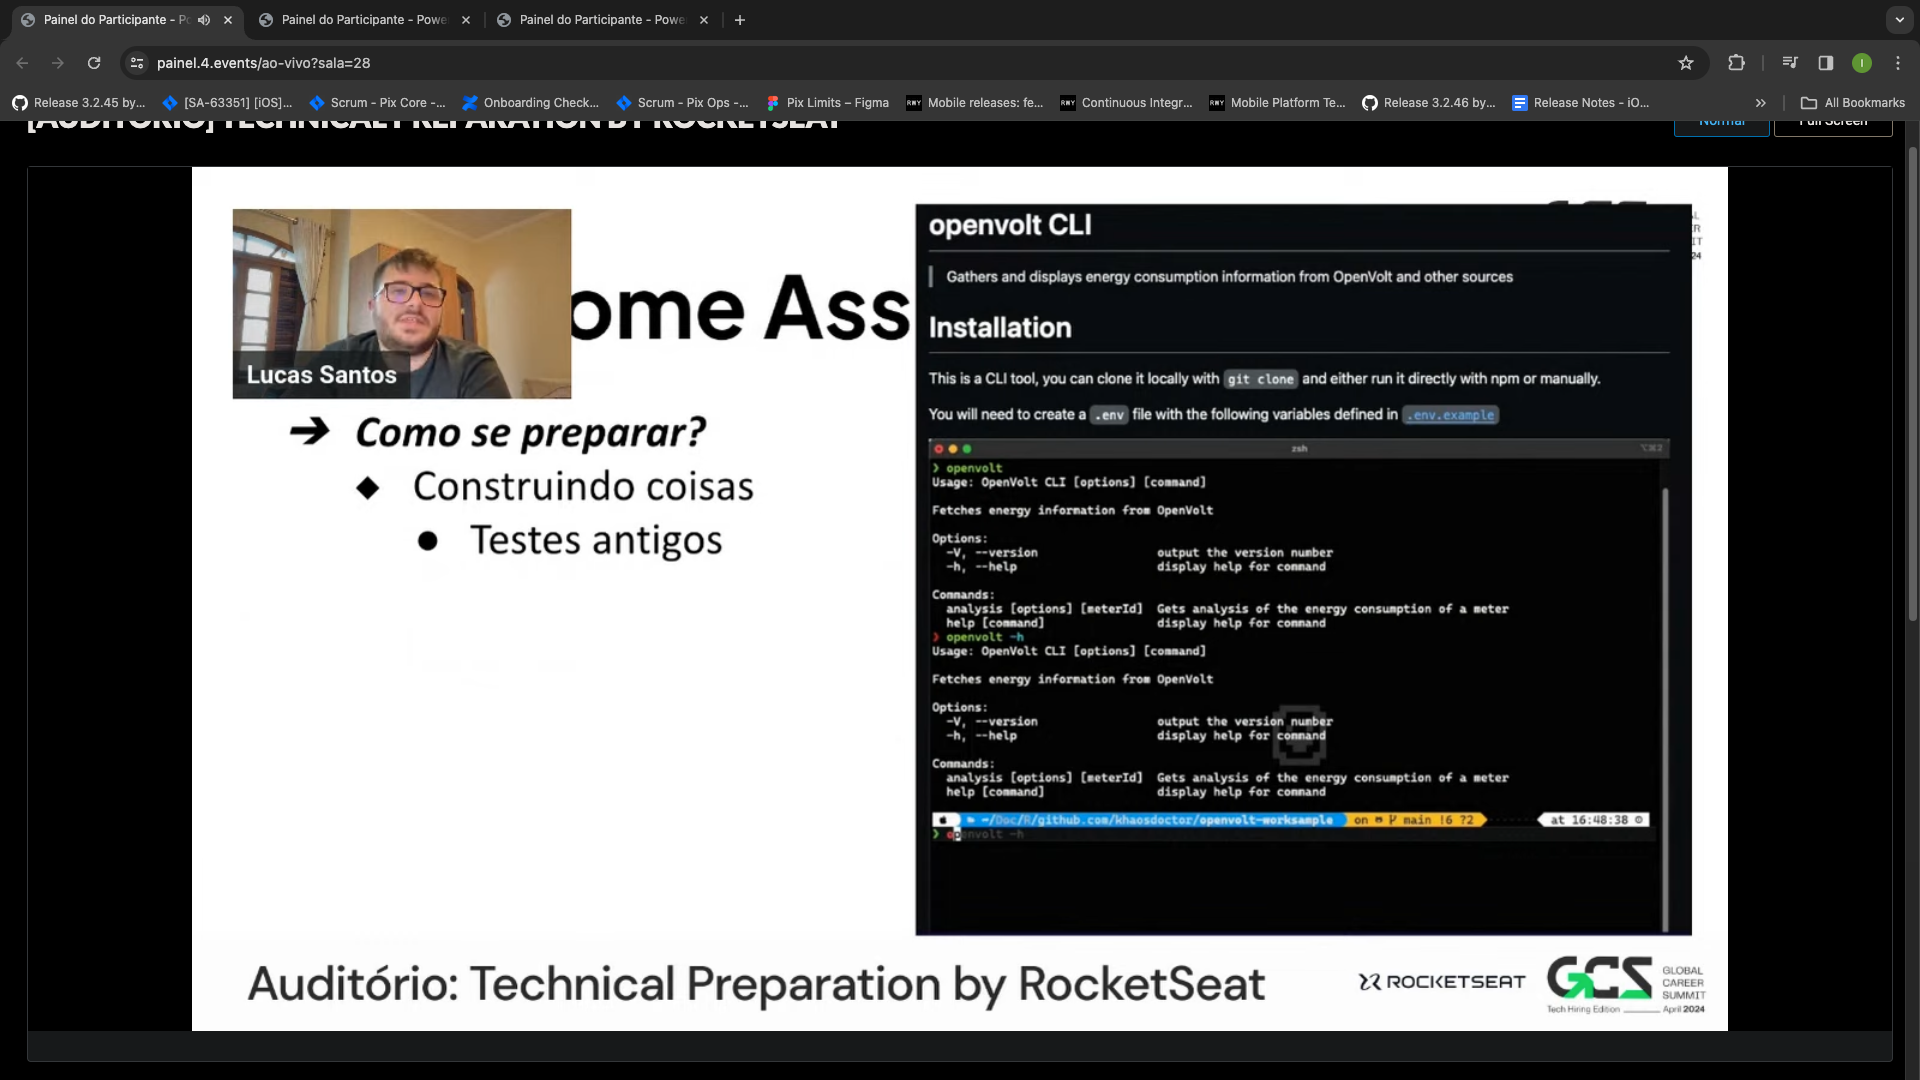 Painel do Participante - Po
Painel do Participante - Powe
Painel do Participante - Powe
painel.4.events/ao-vivo?sala=28
I
Release 3.2.45 by...
[SA-63351] [iOS]...
Scrum - Pix Core -...
Onboarding Check...
Scrum - Pix Ops -...
Pix Limits – Figma
Mobile releases: fe...
Continuous Integr...
Mobile Platform Te...
Release 3.2.46 by...
Release Notes - iO...
All Bookmarks
[AUDITÓRIO] TECHNICAL PREPARATION BY ROCKETSEAT
Normal
Full Screen
ome Ass
Lucas Santos
➔ Como se preparar?
◆ Construindo coisas
● Testes antigos
openvolt CLI
Gathers and displays energy consumption information from OpenVolt and other sources
Installation
This is a CLI tool, you can clone it locally with git clone and either run it directly with npm or manually.
You will need to create a .env file with the following variables defined in .env.example
zsh
❯ openvolt
Usage: OpenVolt CLI [options] [command]
Fetches energy information from OpenVolt
Options:
-V, --version output the version number
-h, --help display help for command
Commands:
analysis [options] [meterId] Gets analysis of the energy consumption of a meter
help [command] display help for command
❯ openvolt -h
Usage: OpenVolt CLI [options] [command]
Fetches energy information from OpenVolt
Options:
-V, --version output the version number
-h, --help display help for command
Commands:
analysis [options] [meterId] Gets analysis of the energy consumption of a meter
help [command] display help for command
~/Doc/R/github.com/khaosdoctor/openvolt-worksample on main !6 ?2 at 16:48:38
❯ openvolt -h
Auditório: Technical Preparation by RocketSeat
ROCKETSEAT
GCS
GLOBAL
CAREER
SUMMIT
Tech Hiring Edition
April 2024